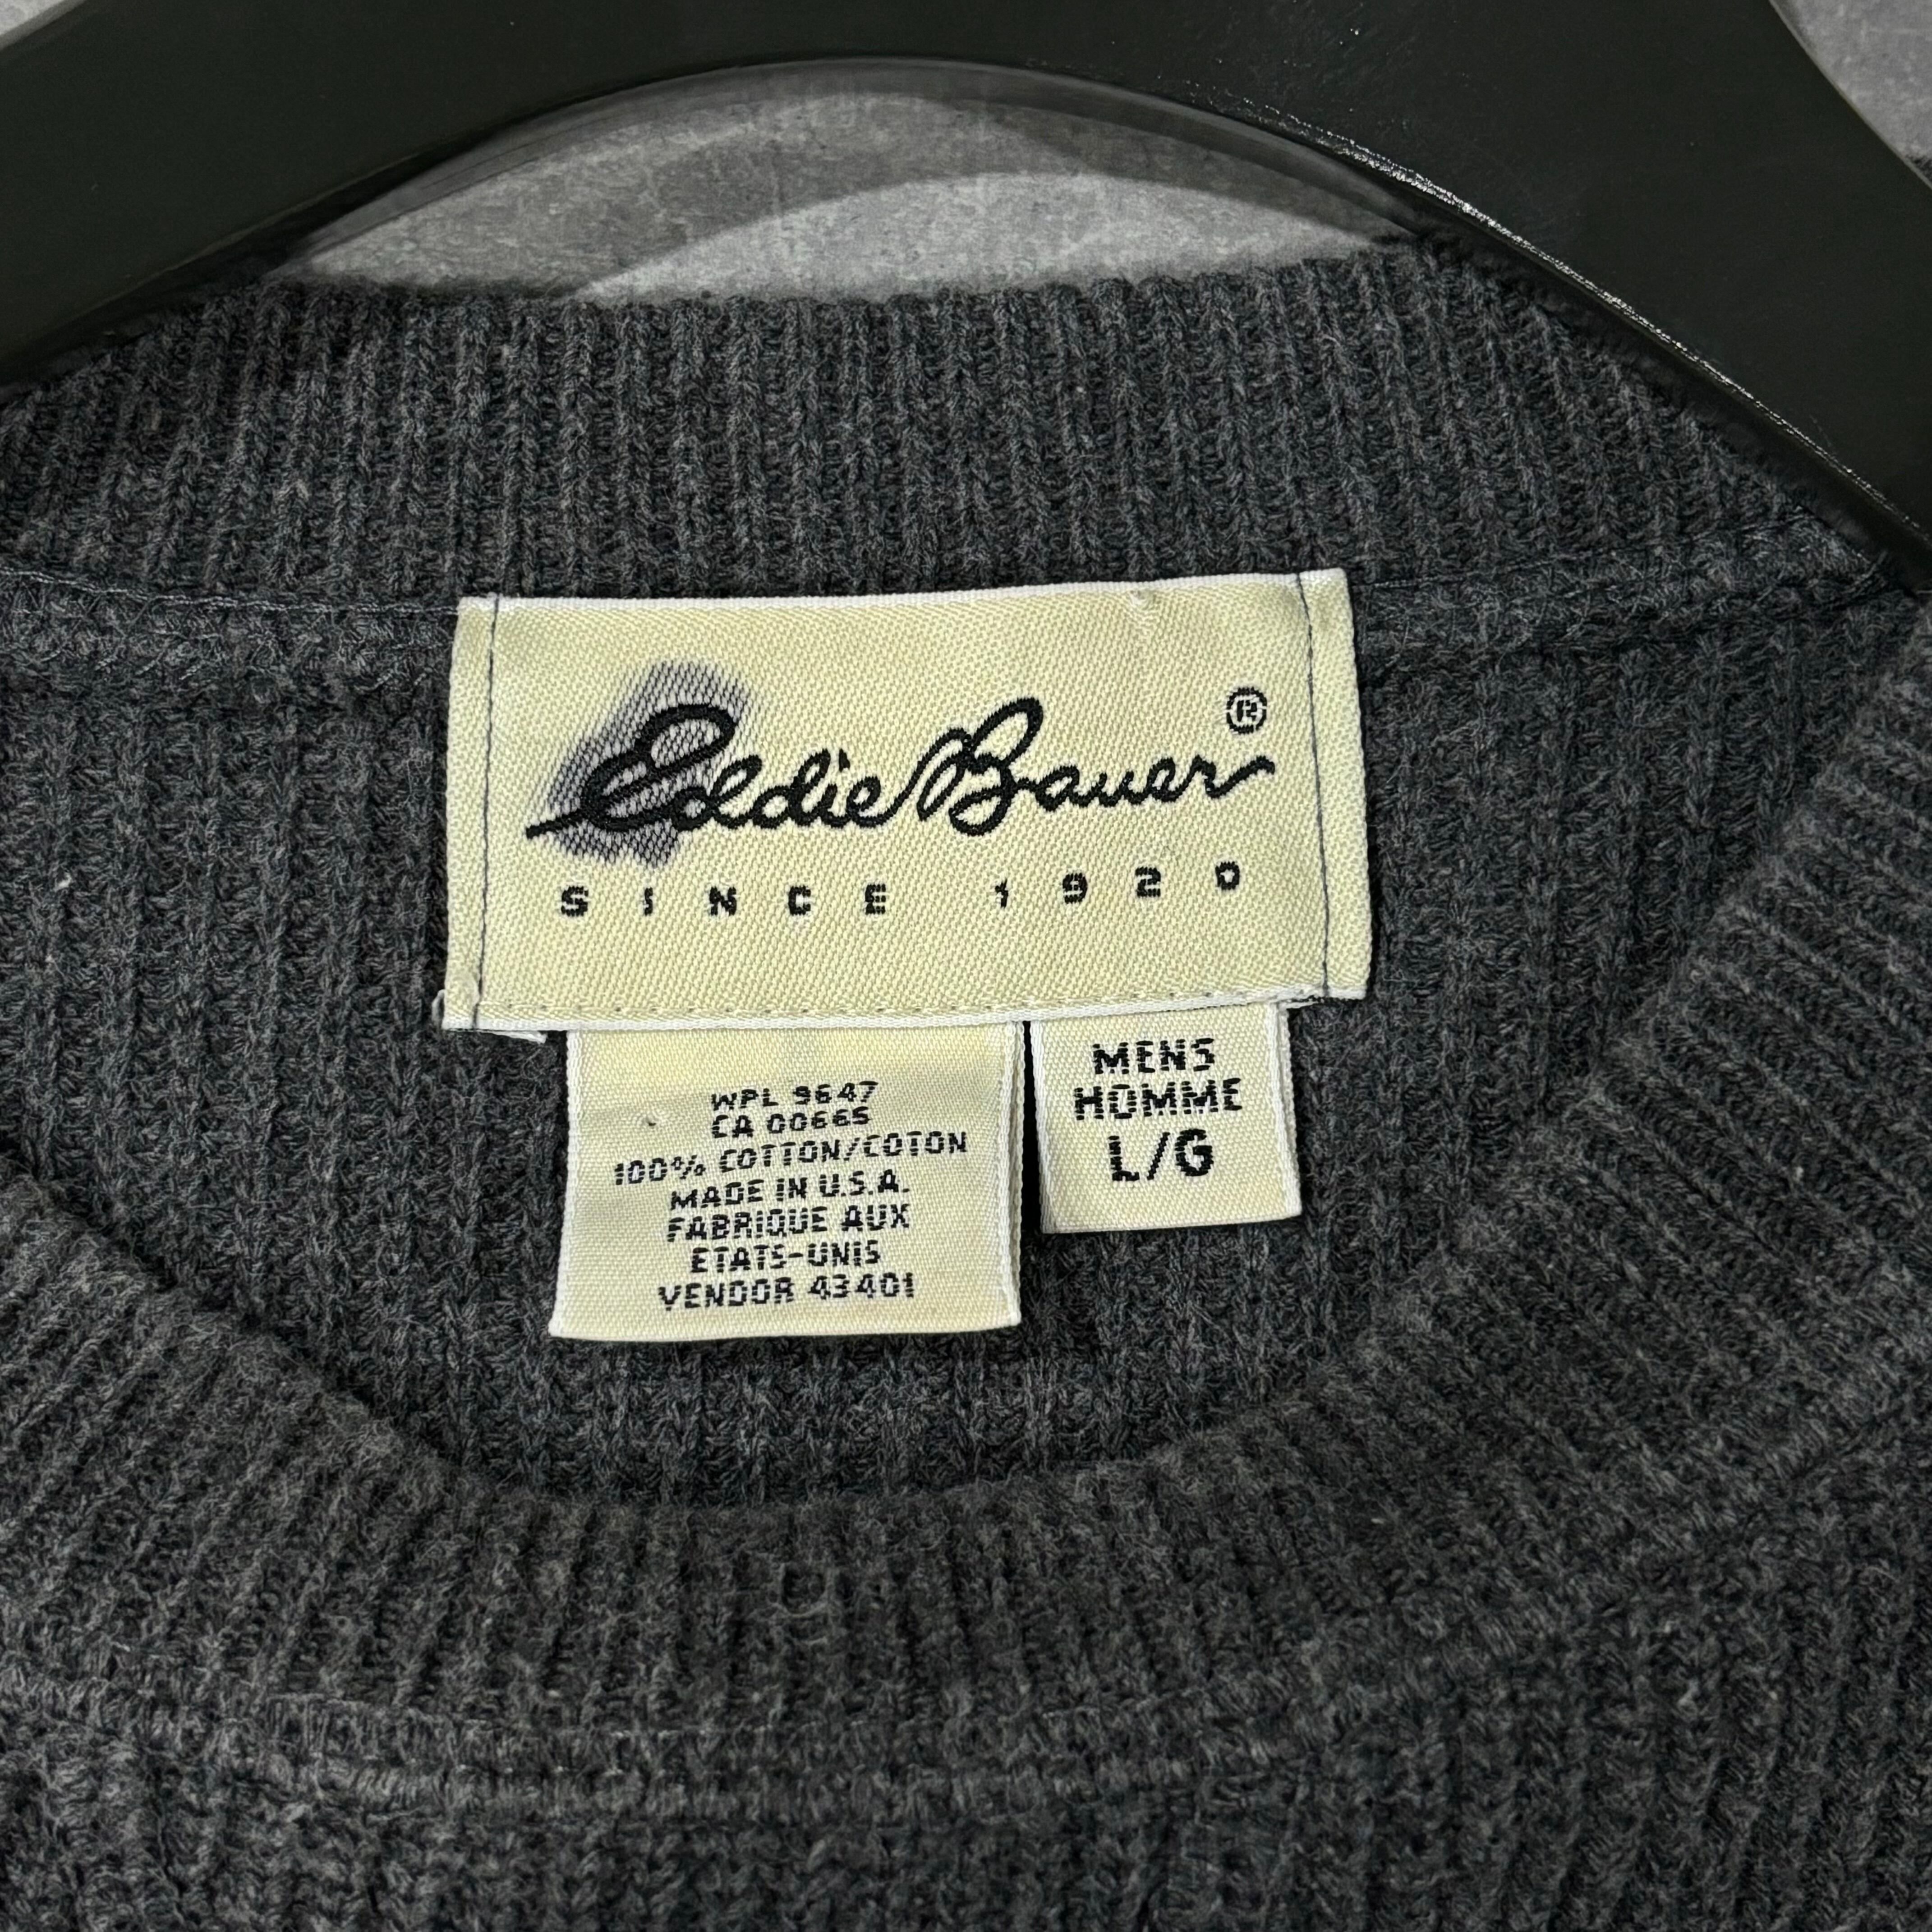 Eddie Bauer®
SINCE 1920
WPL 9647
CA 00665
100% COTTON/COTON
MADE IN U.S.A.
FABRIQUE AUX
ETATS-UNIS
VENDOR 43401
MENS
HOMME
L/G